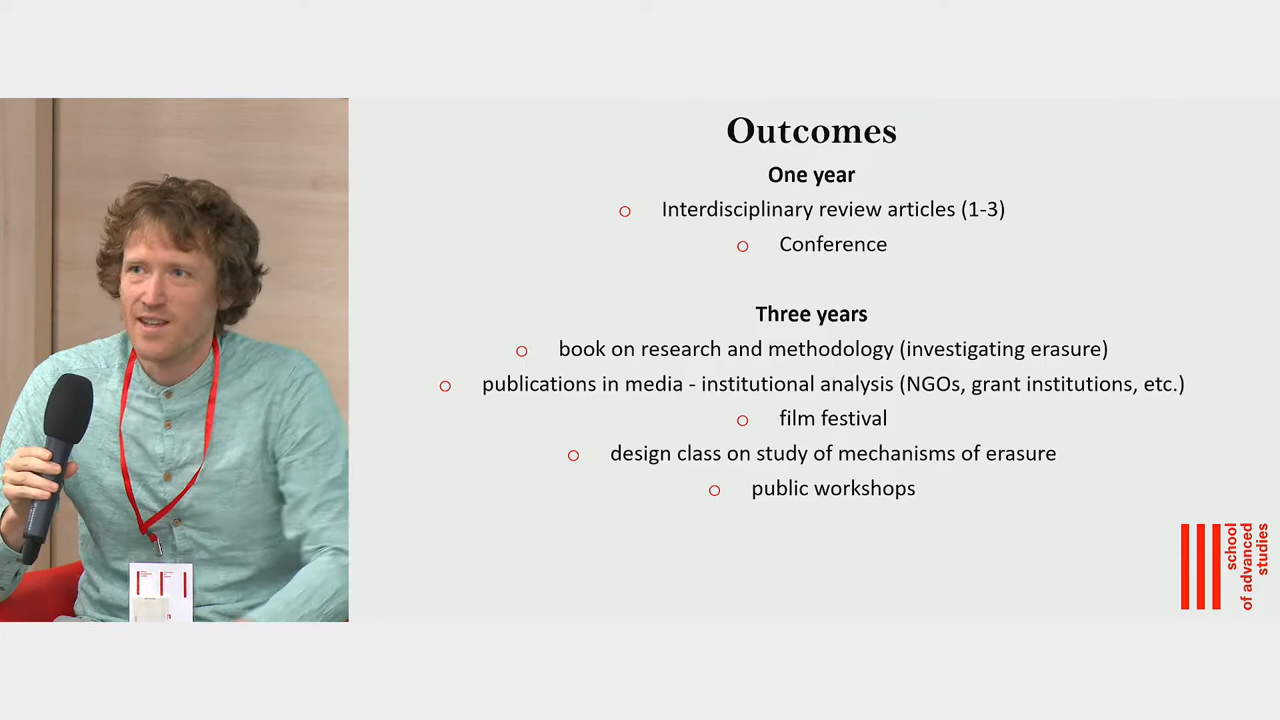 Outcomes
One year
Interdisciplinary review articles (1-3)
Conference
Three years
book on research and methodology (investigating erasure)
publications in media - institutional analysis (NGOs, grant institutions, etc.)
film festival
design class on study of mechanisms of erasure
public workshops
school
of advanced
studies